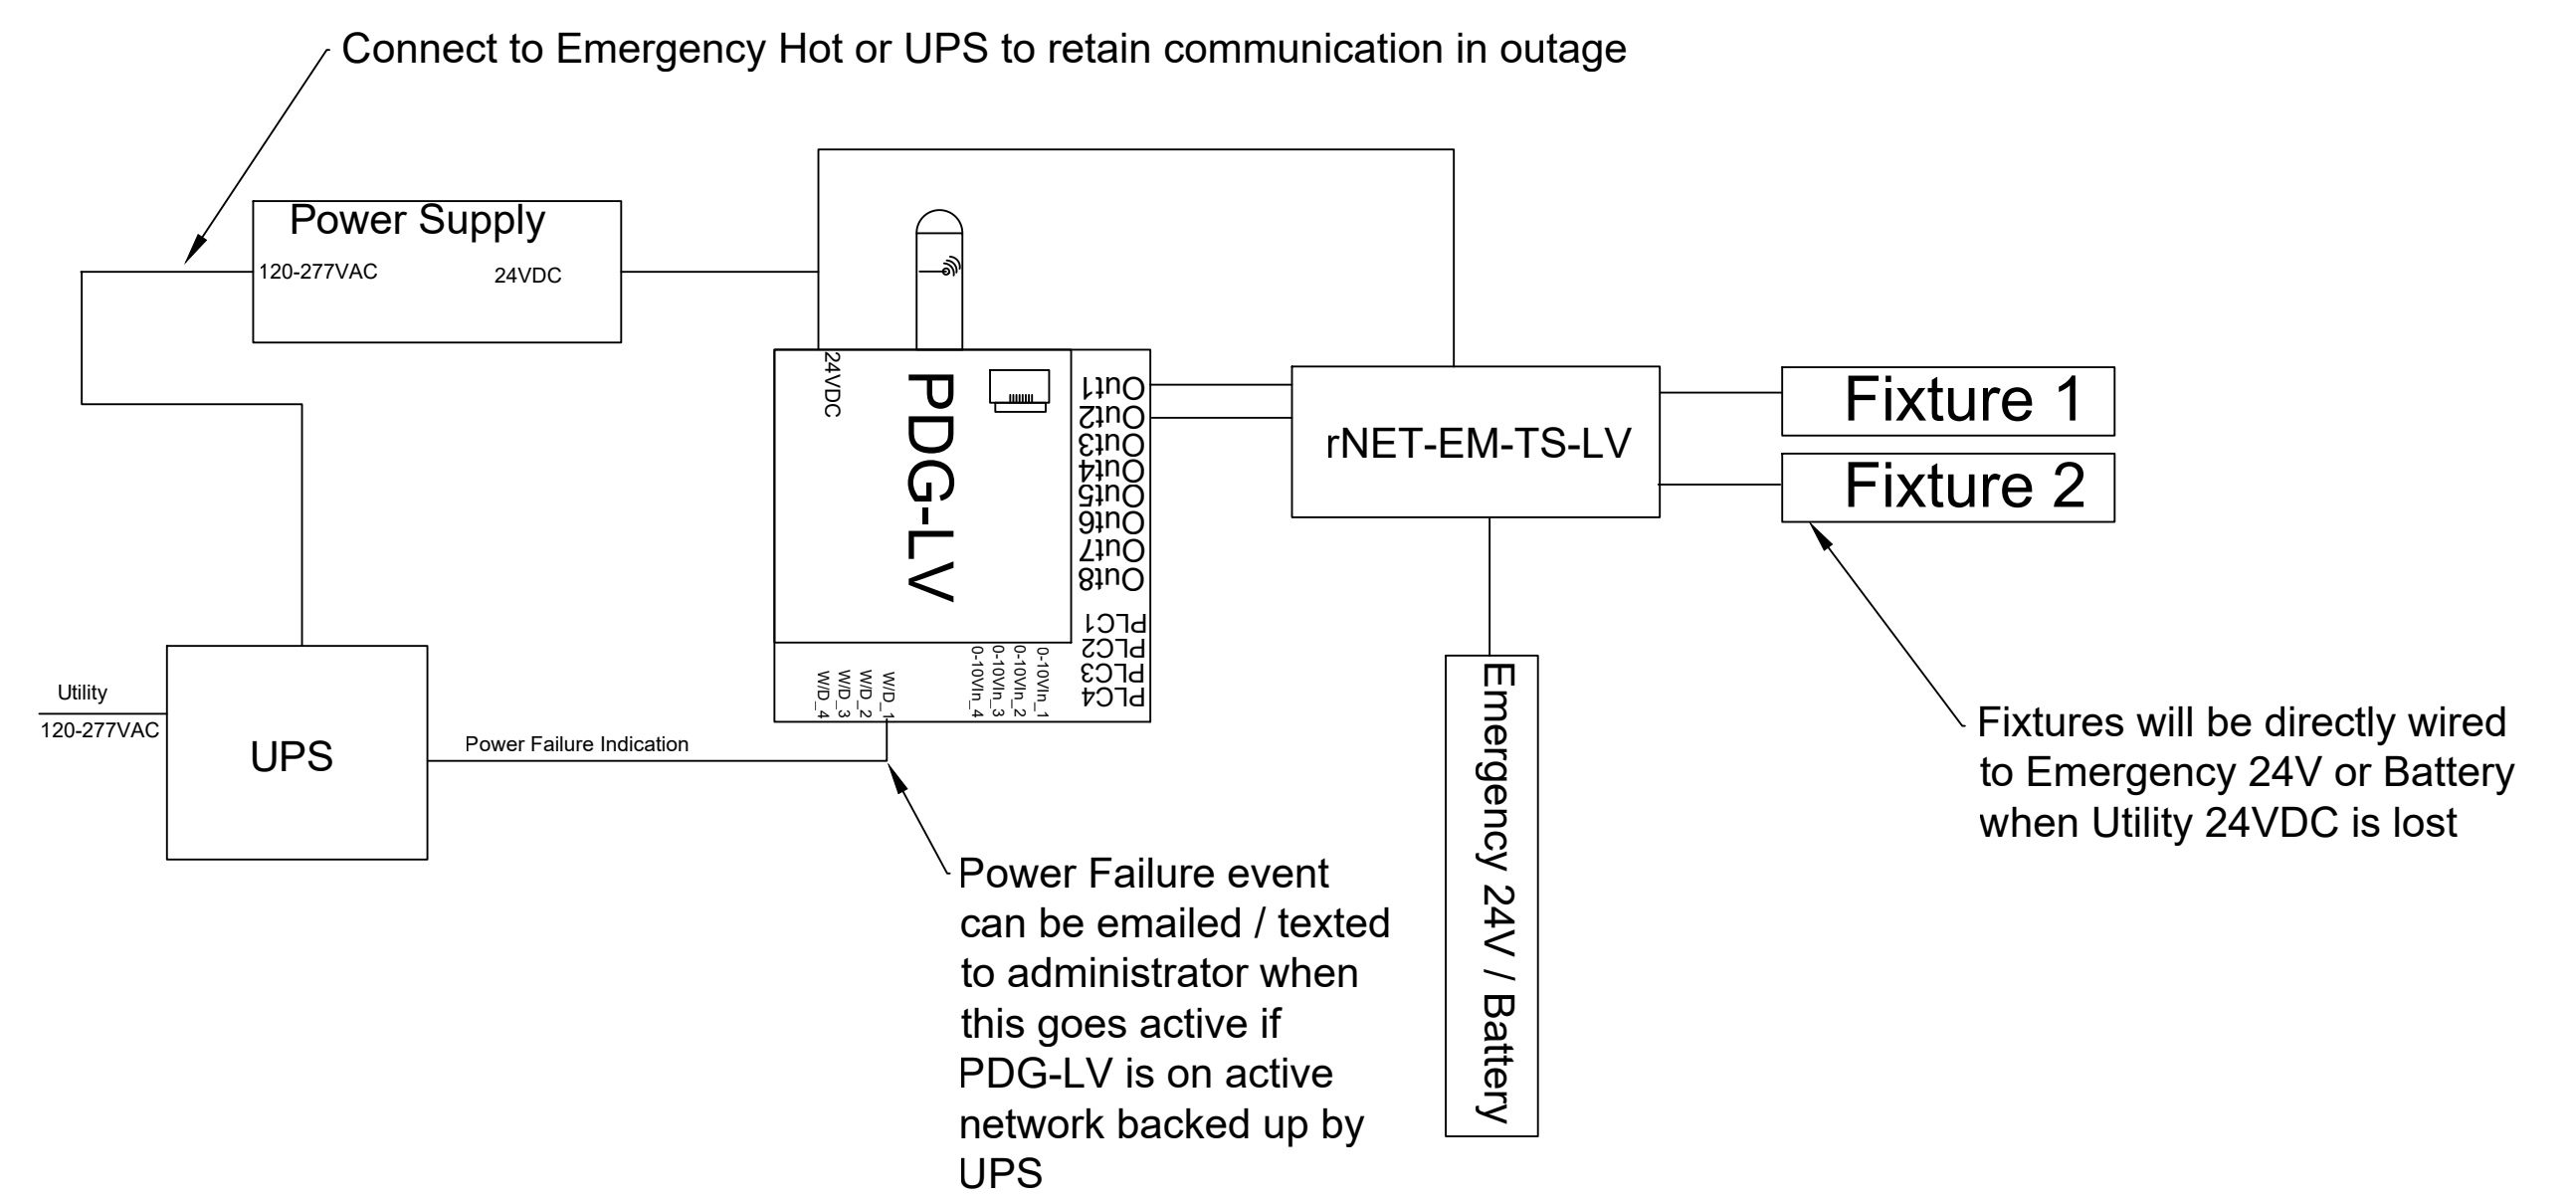 Connect to Emergency Hot or UPS to retain communication in outage
Power Supply
120-277VAC
24VDC
24VDC
PDG-LV
Out1
Out2
Out3
Out4
Out5
Out6
Out7
Out8
PLC1
PLC2
PLC3
PLC4
W/D_4
W/D_3
W/D_2
W/D_1
0-10VIn_4
0-10VIn_3
0-10VIn_2
0-10VIn_1
rNET-EM-TS-LV
Fixture 1
Fixture 2
Emergency 24V / Battery
Utility
120-277VAC
UPS
Power Failure Indication
Fixtures will be directly wired
to Emergency 24V or Battery
when Utility 24VDC is lost
Power Failure event
can be emailed / texted
to administrator when
this goes active if
PDG-LV is on active
network backed up by
UPS